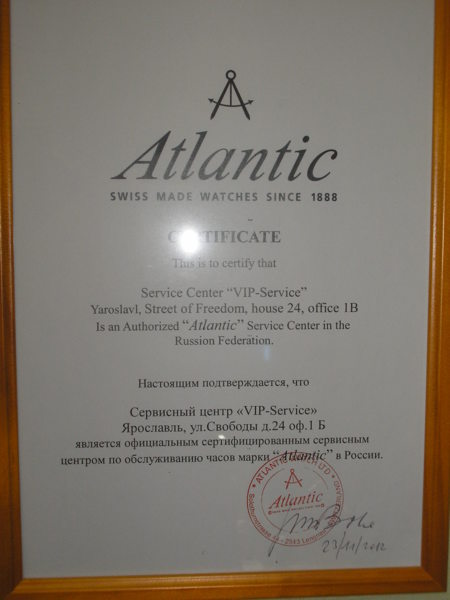 Atlantic
SWISS MADE WATCHES SINCE 1888
CERTIFICATE
This is to certify that
Service Center "VIP-Service"
Yaroslavl, Street of Freedom, house 24, office 1B
Is an Authorized "Atlantic" Service Center in the
Russion Federation.
Настоящим подтверждается, что
Сервисный центр «VIP-Service»
Ярославль, ул.Свободы д.24 оф.1 Б
является официальным сертифицированным сервисным
центром по обслуживанию часов марки "Atlantic" в России.
ATLANTIC WATCH LTD
Atlantic
23/11/2012